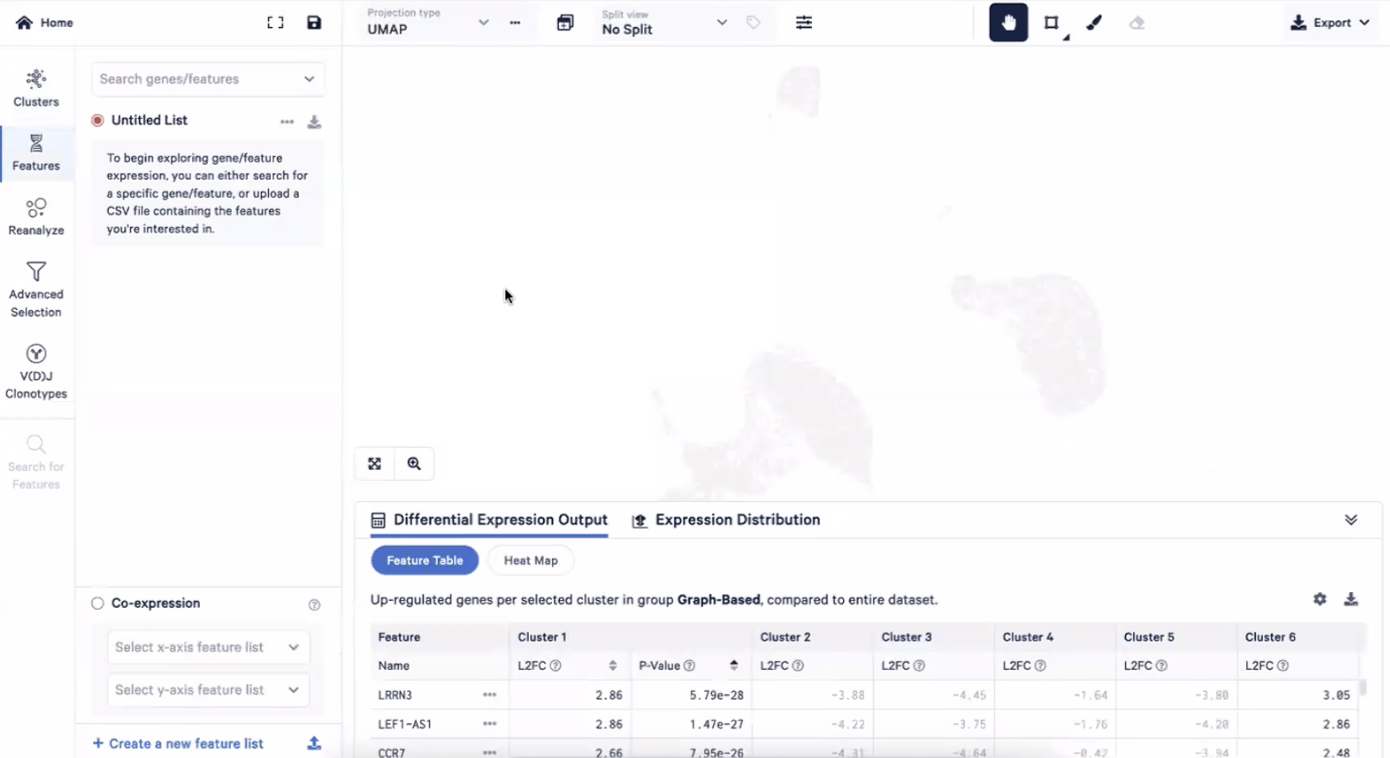 Home
Projection type
UMAP
Split view
No Split
Export
Clusters
Features
Reanalyze
Advanced
Selection
V(D)J
Clonotypes
Search for
Features
Search genes/features
Untitled List
To begin exploring gene/feature
expression, you can either search for
a specific gene/feature, or upload a
CSV file containing the features
you're interested in.
Co-expression
Select x-axis feature list
Select y-axis feature list
+ Create a new feature list
Differential Expression Output Expression Distribution
Feature Table Heat Map
Up-regulated genes per selected cluster in group Graph-Based, compared to entire dataset.
Feature Cluster 1 Cluster 2 Cluster 3 Cluster 4 Cluster 5 Cluster 6
Name L2FC P-Value L2FC L2FC L2FC L2FC L2FC
LRRN3 2.86 5.79e-28 -3.88 -4.45 -1.64 -3.80 3.05
LEF1-AS1 2.86 1.47e-27 -4.22 -3.75 -1.76 -4.20 2.86
CCR7 2.66 7.95e-26 -4.31 -4.64 -0.42 -3.94 2.48